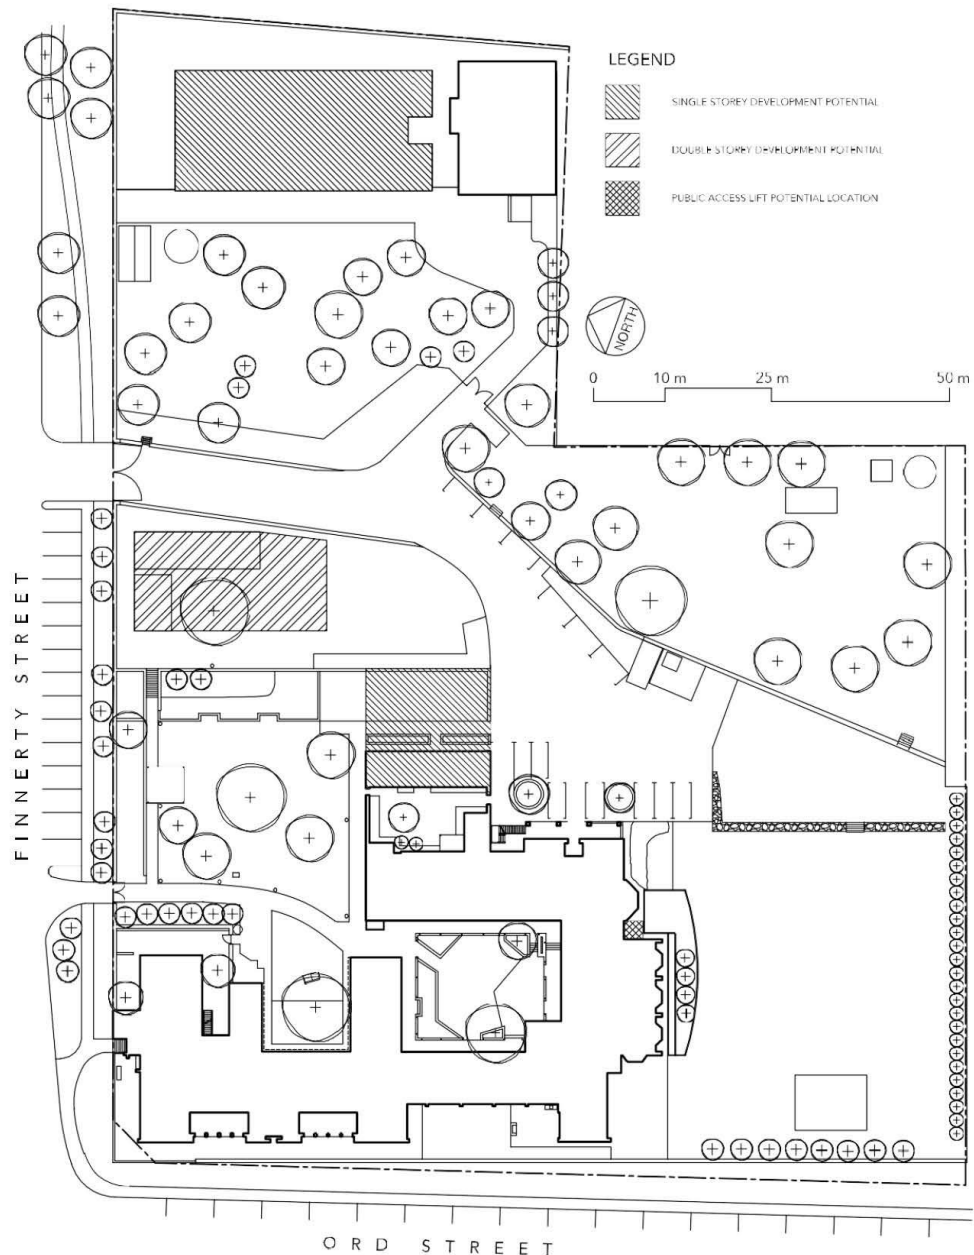 LEGEND
SINGLE STOREY DEVELOPMENT POTENTIAL
DOUBLE STOREY DEVELOPMENT POTENTIAL
PUBLIC ACCESS LIFT POTENTIAL LOCATION
NORTH
0 10 m 25 m 50 m
FINNERTY STREET
ORD STREET